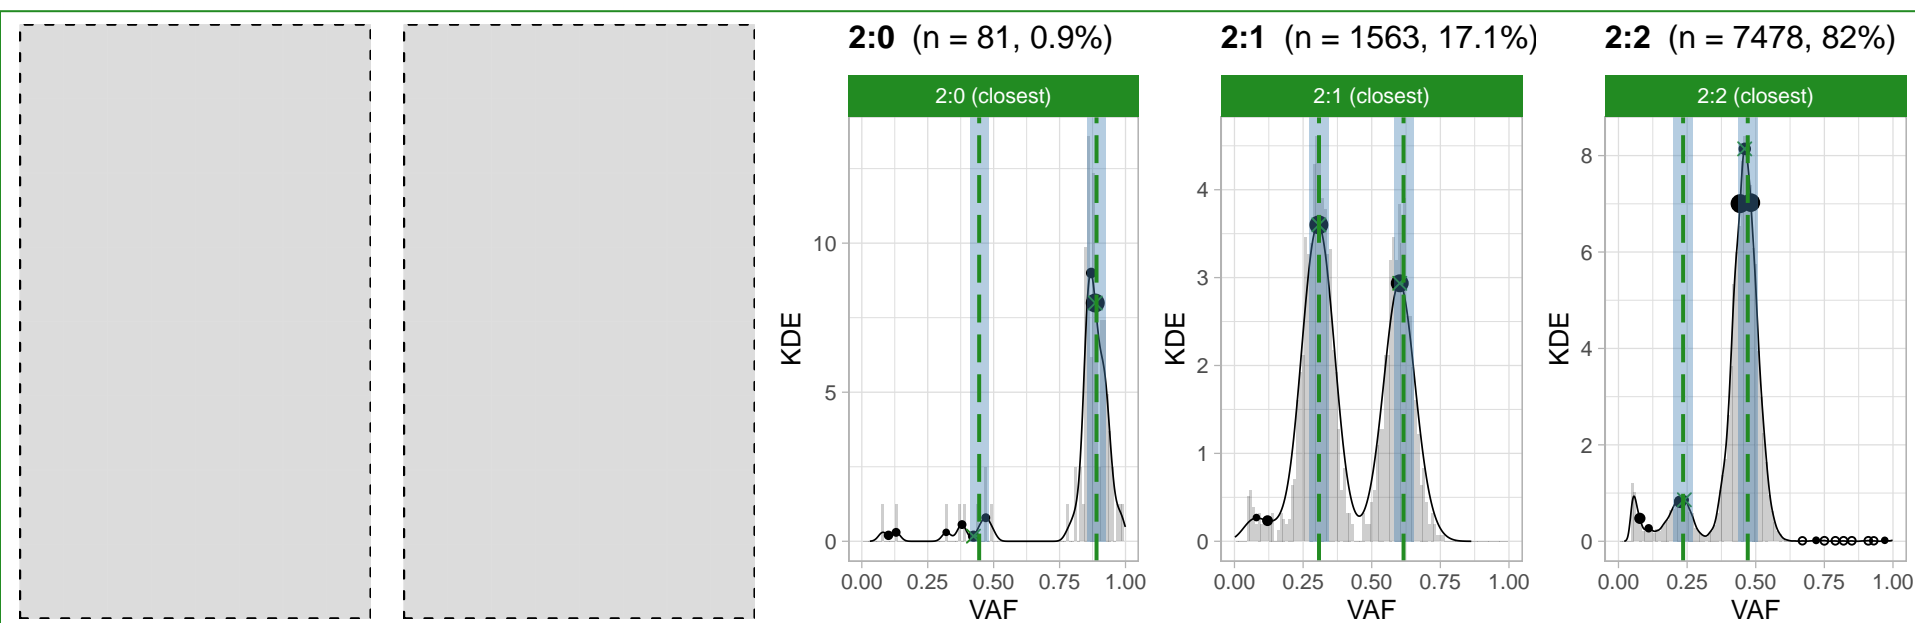 2:0 (n = 81, 0.9%)
2:0 (closest)
KDE
10
5
0
0.00 0.25 0.50 0.75 1.00
VAF
2:1 (n = 1563, 17.1%)
2:1 (closest)
KDE
4
3
2
1
0
0.00 0.25 0.50 0.75 1.00
VAF
2:2 (n = 7478, 82%)
2:2 (closest)
KDE
8
6
4
2
0
0.00 0.25 0.50 0.75 1.00
VAF